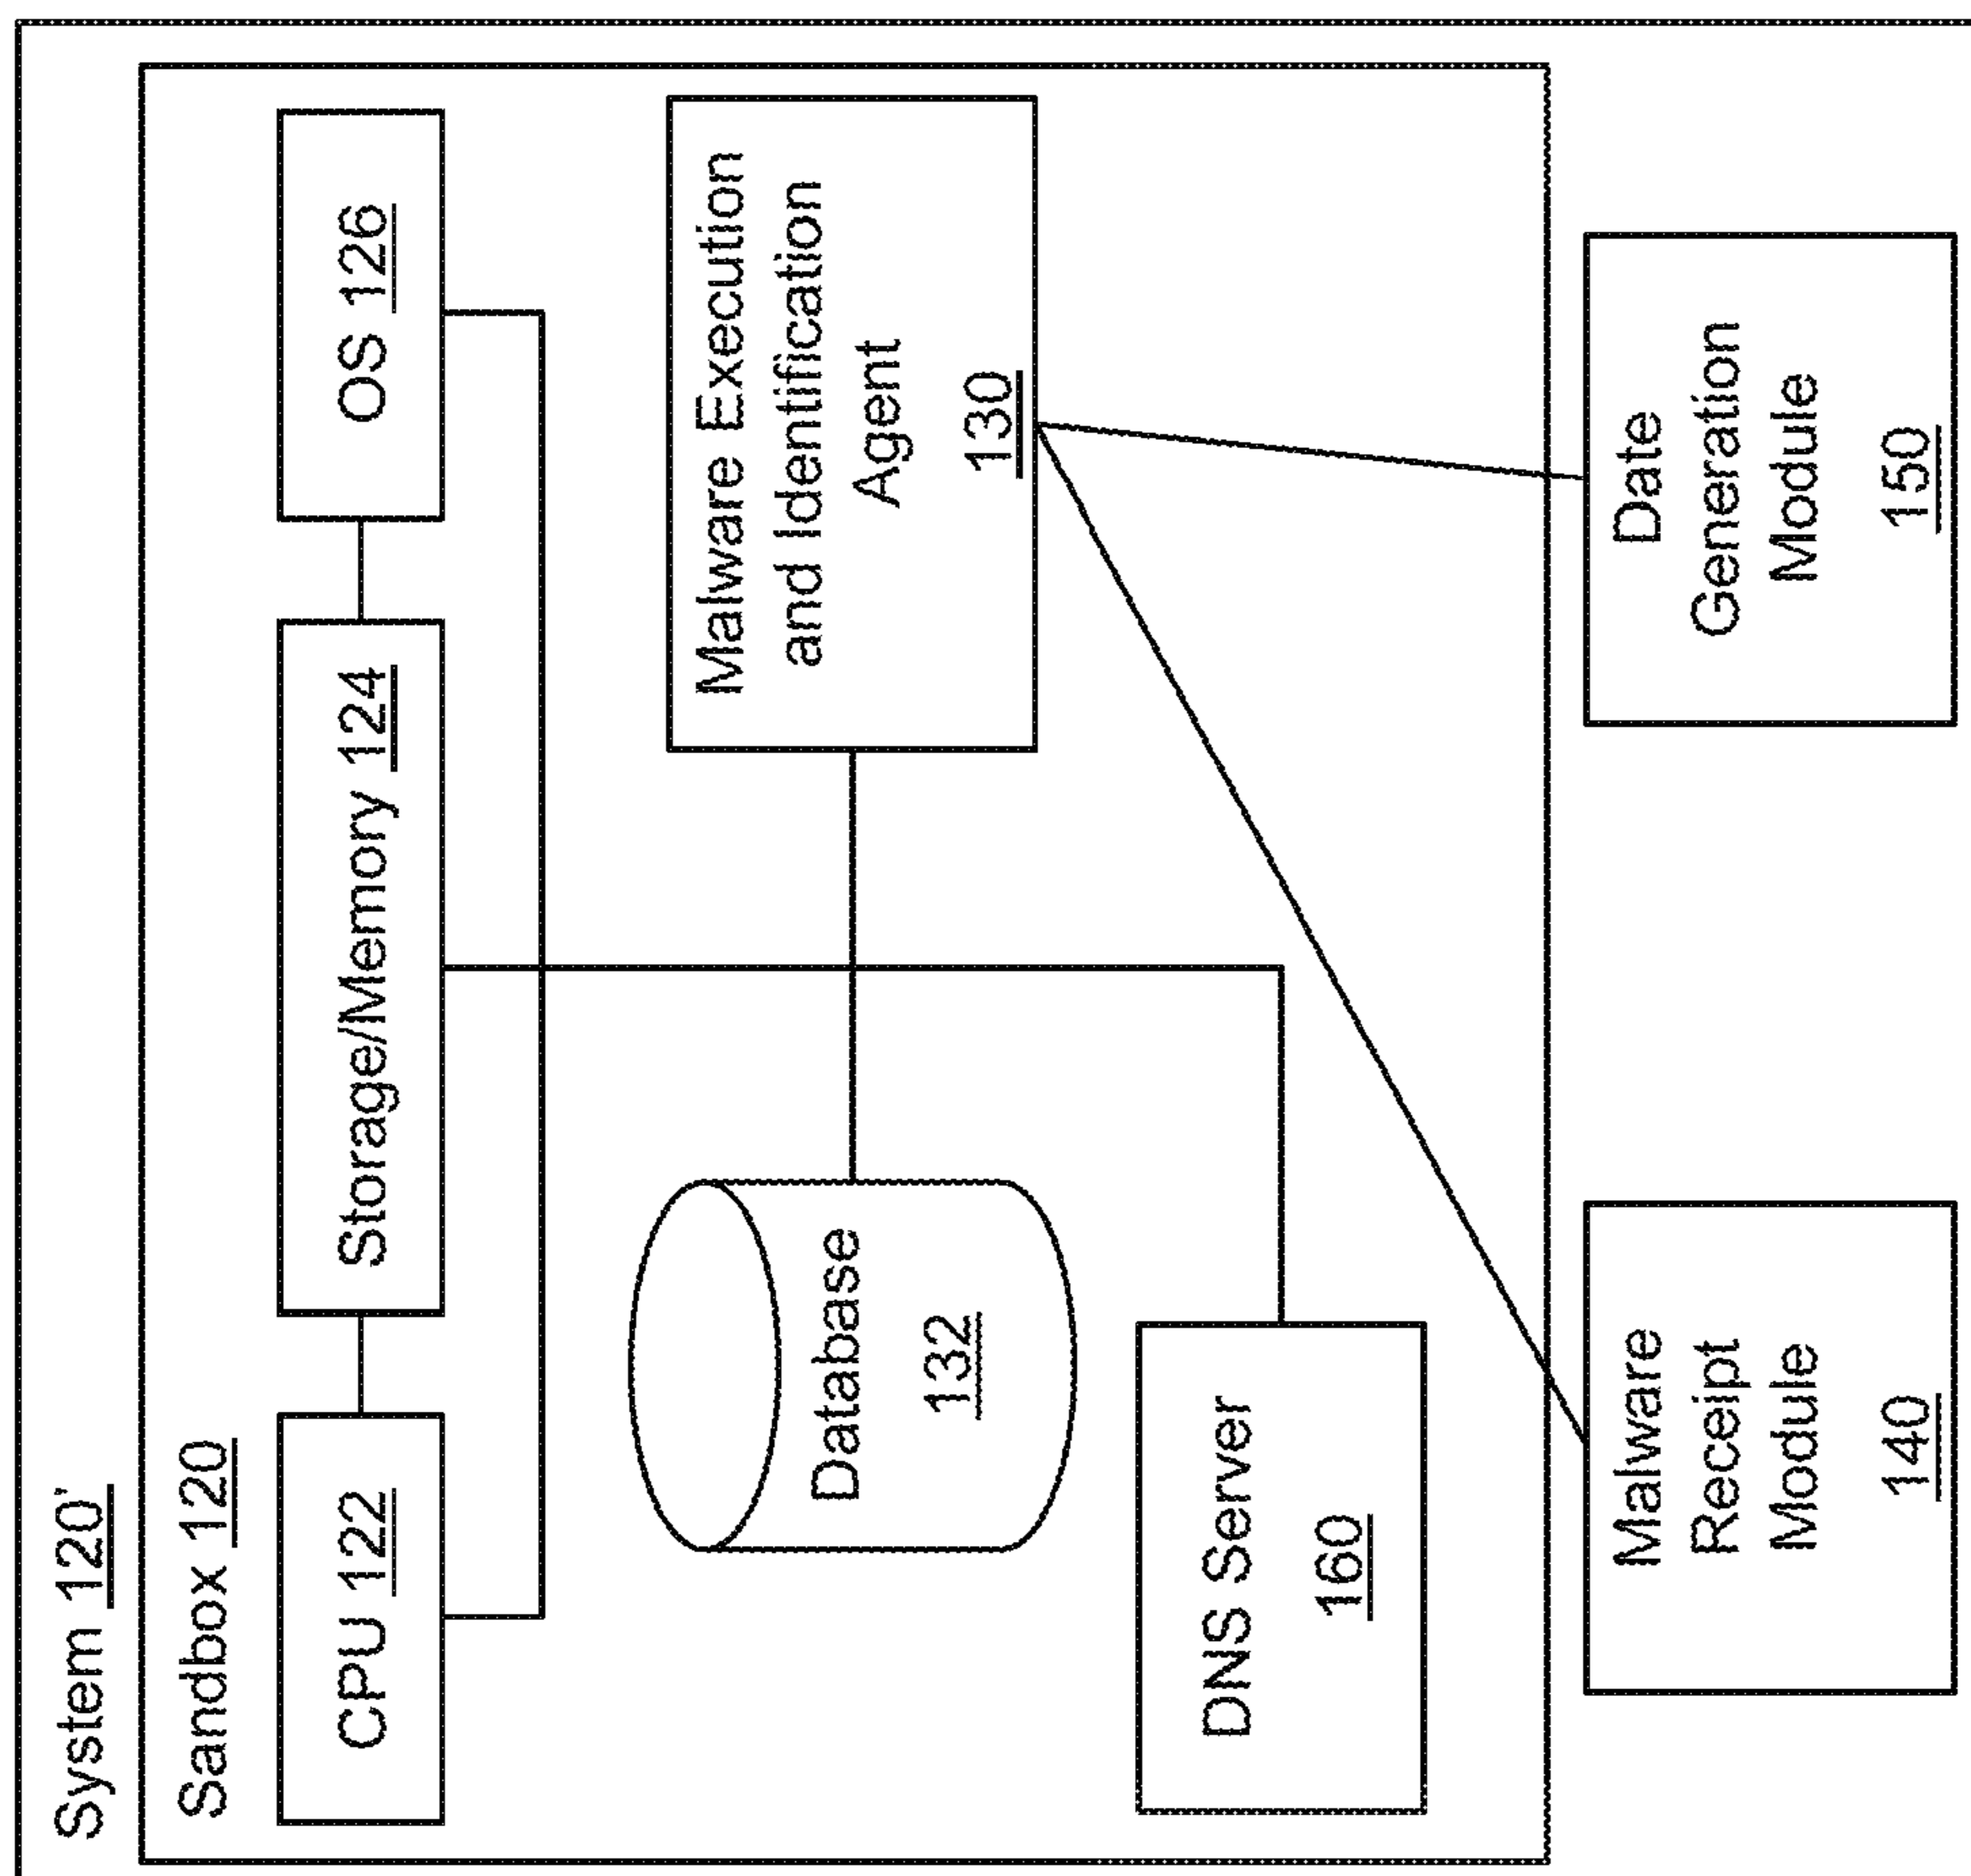 System 120'
Sandbox 120
CPU 122
Storage/Memory 124
OS 126
Database
132
Malware Execution
and Identification
Agent
130
DNS Server
160
Malware
Receipt
Module
140
Date
Generation
Module
150